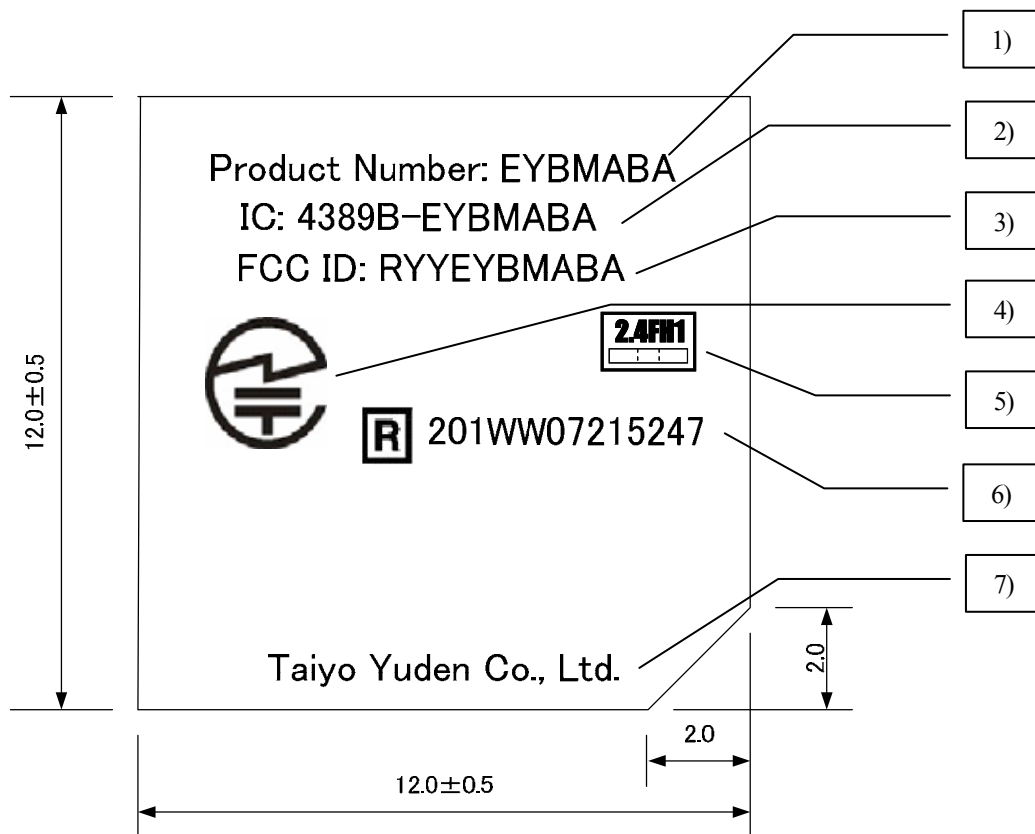 1)
Product Number: EYBMABA
2)
IC: 4389B-EYBMABA
3)
FCC ID: RYYEYBMABA
4)
2.4FH1
5)
R 201WW07215247
6)
7)
Taiyo Yuden Co., Ltd.
12.0±0.5
2.0
2.0
12.0±0.5